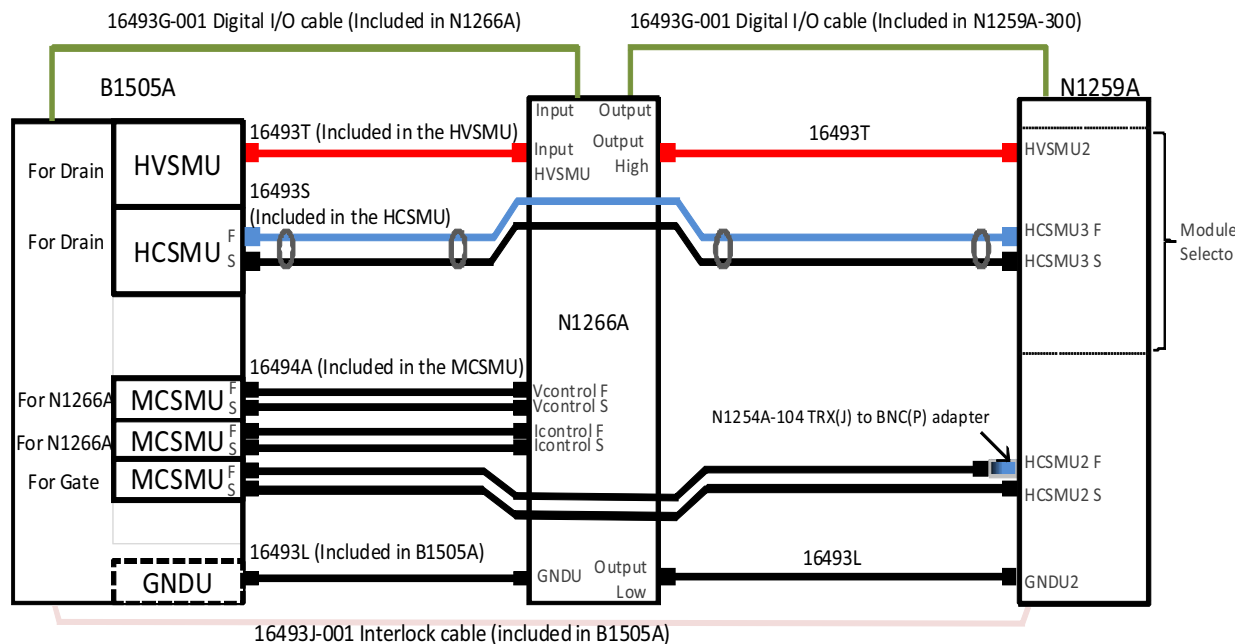 16493G-001 Digital I/O cable (Included in N1266A)
16493G-001 Digital I/O cable (Included in N1259A-300)
B1505A
N1259A
Input
Output
16493T (Included in the HVSMU)
16493T
For Drain
HVSMU
Input
HVSMU
Output
High
HVSMU2
16493S
(Included in the HCSMU)
For Drain
HCSMU
F
S
HCSMU3 F
HCSMU3 S
Module
Selecto
N1266A
16494A (Included in the MCSMU)
For N1266A
MCSMU
F
S
Vcontrol F
Vcontrol S
For N1266A
MCSMU
F
S
Icontrol F
Icontrol S
N1254A-104 TRX(J) to BNC(P) adapter
For Gate
MCSMU
F
S
HCSMU2 F
HCSMU2 S
16493L (Included in B1505A)
16493L
GNDU
GNDU
Output
Low
GNDU2
16493J-001 Interlock cable (included in B1505A)